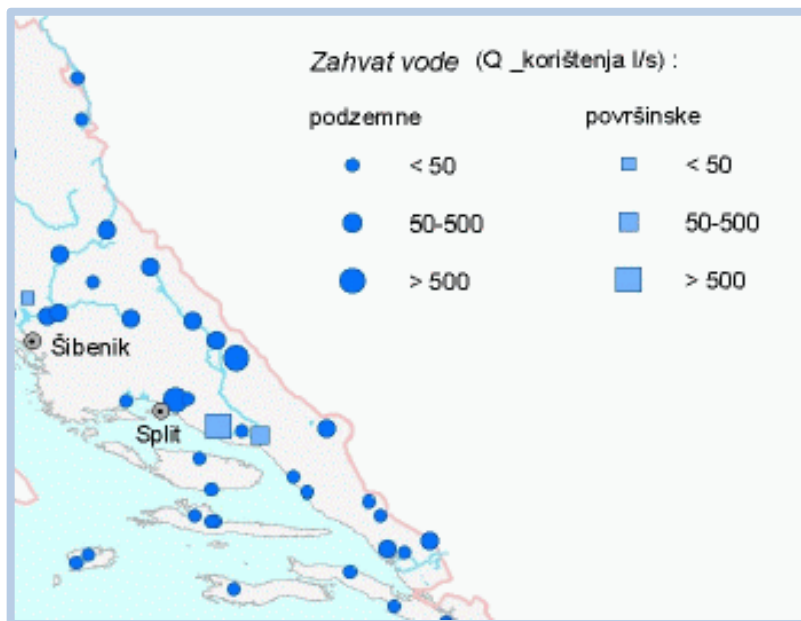 Zahvat vode (Q _korištenja l/s) :
podzemne površinske
< 50 < 50
50-500 50-500
> 500 > 500
Šibenik
Split